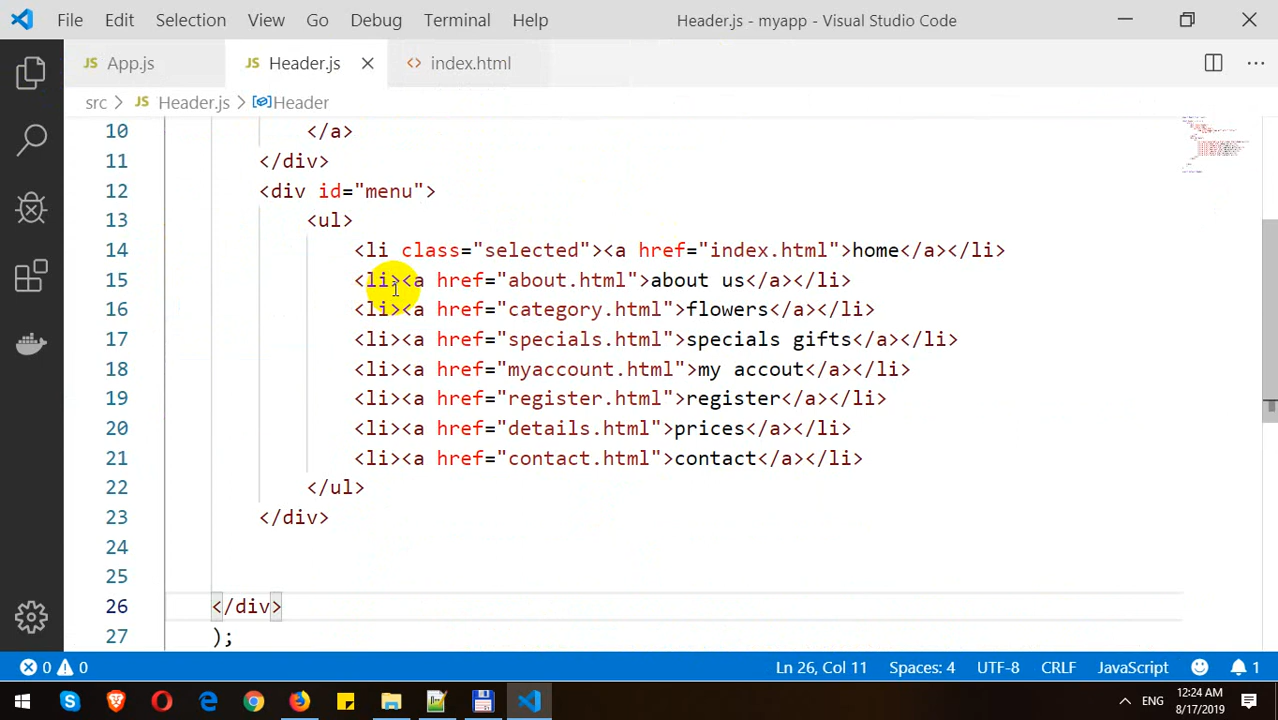 File Edit Selection View Go Debug Terminal Help Header.js - myapp - Visual Studio Code
JS App.js JS Header.js <> index.html
src > JS Header.js > Header
10 </a>
11 </div>
12 <div id="menu">
13 <ul>
14 <li class="selected"><a href="index.html">home</a></li>
15 <li><a href="about.html">about us</a></li>
16 <li><a href="category.html">flowers</a></li>
17 <li><a href="specials.html">specials gifts</a></li>
18 <li><a href="myaccount.html">my accout</a></li>
19 <li><a href="register.html">register</a></li>
20 <li><a href="details.html">prices</a></li>
21 <li><a href="contact.html">contact</a></li>
22 </ul>
23 </div>
24
25
26 </div>
27 );
0 0 Ln 26, Col 11 Spaces: 4 UTF-8 CRLF JavaScript 1
ENG 12:24 AM
8/17/2019